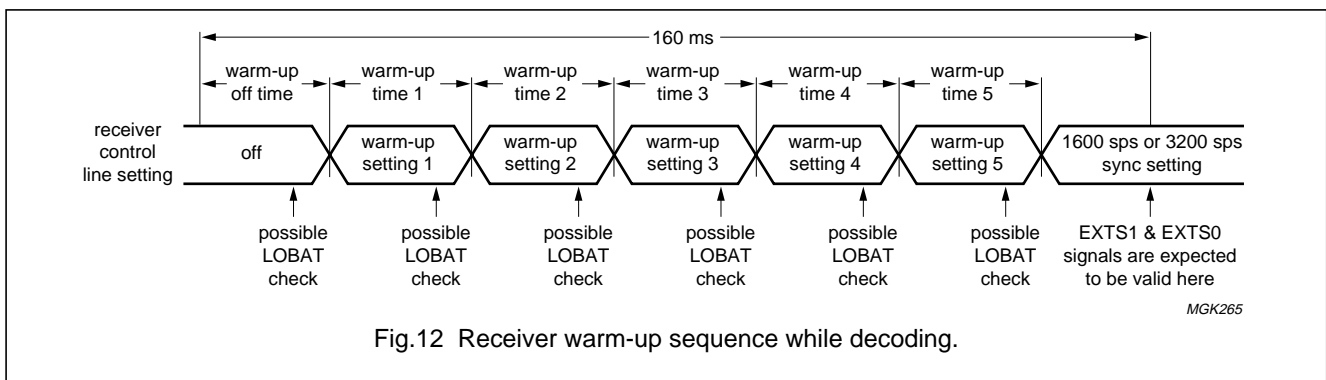 160 ms
warm-up off time
warm-up time 1
warm-up time 2
warm-up time 3
warm-up time 4
warm-up time 5
receiver control line setting
off
warm-up setting 1
warm-up setting 2
warm-up setting 3
warm-up setting 4
warm-up setting 5
1600 sps or 3200 sps sync setting
possible LOBAT check
possible LOBAT check
possible LOBAT check
possible LOBAT check
possible LOBAT check
possible LOBAT check
EXTS1 & EXTS0 signals are expected to be valid here
MGK265
Fig.12 Receiver warm-up sequence while decoding.